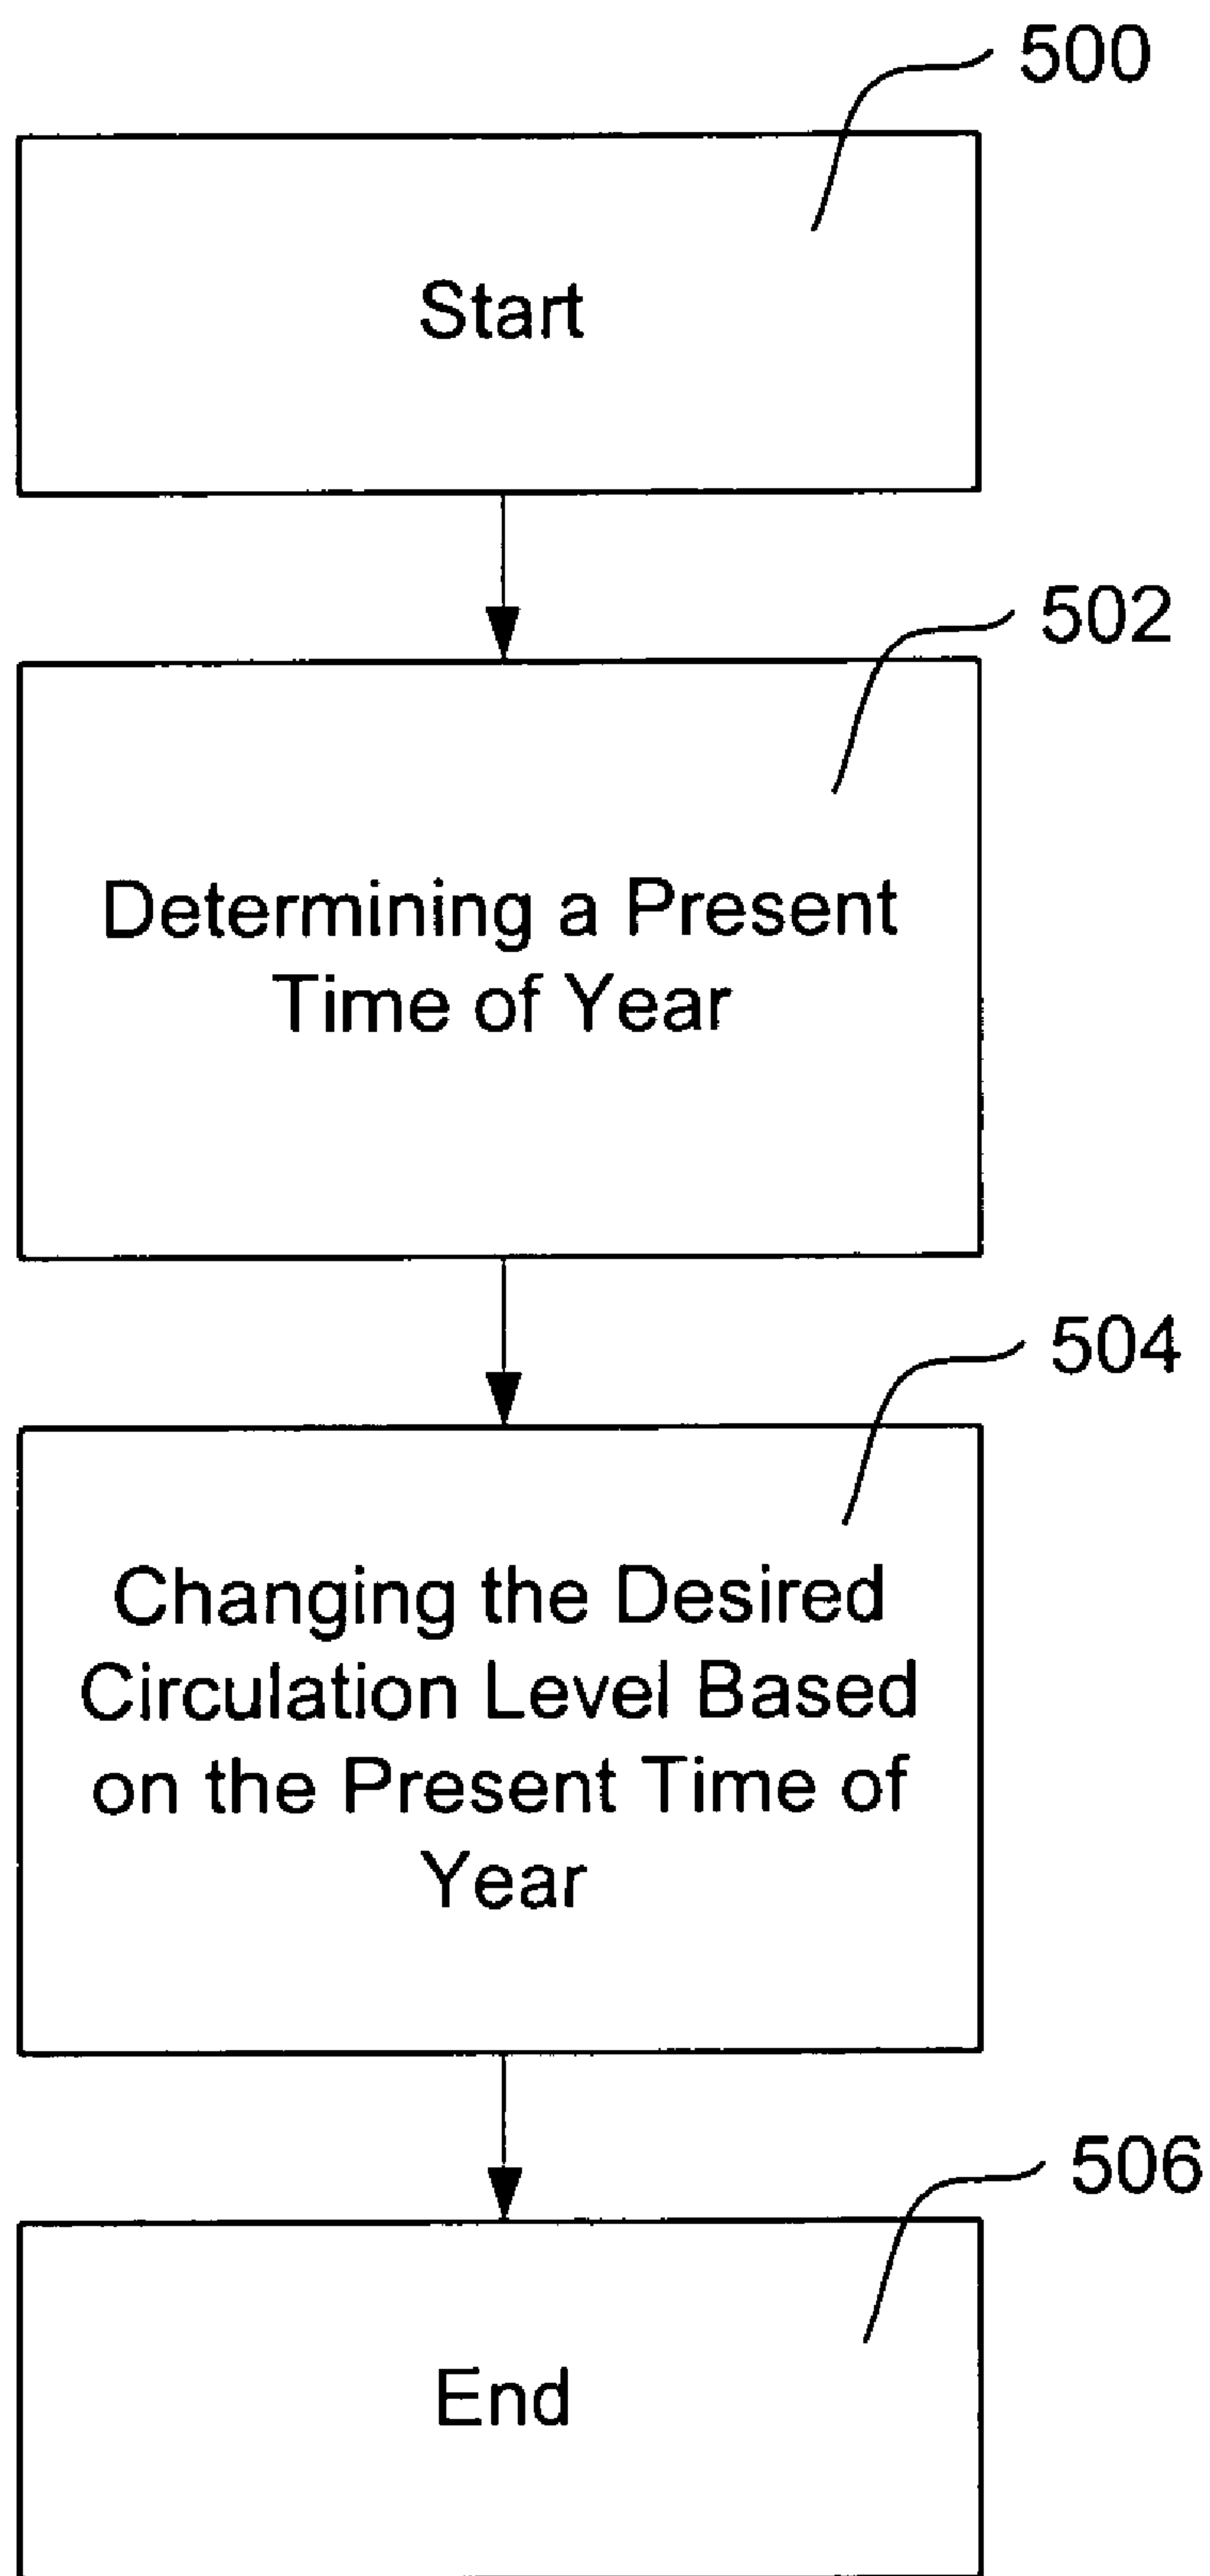 500
Start
502
Determining a Present
Time of Year
504
Changing the Desired
Circulation Level Based
on the Present Time of
Year
506
End